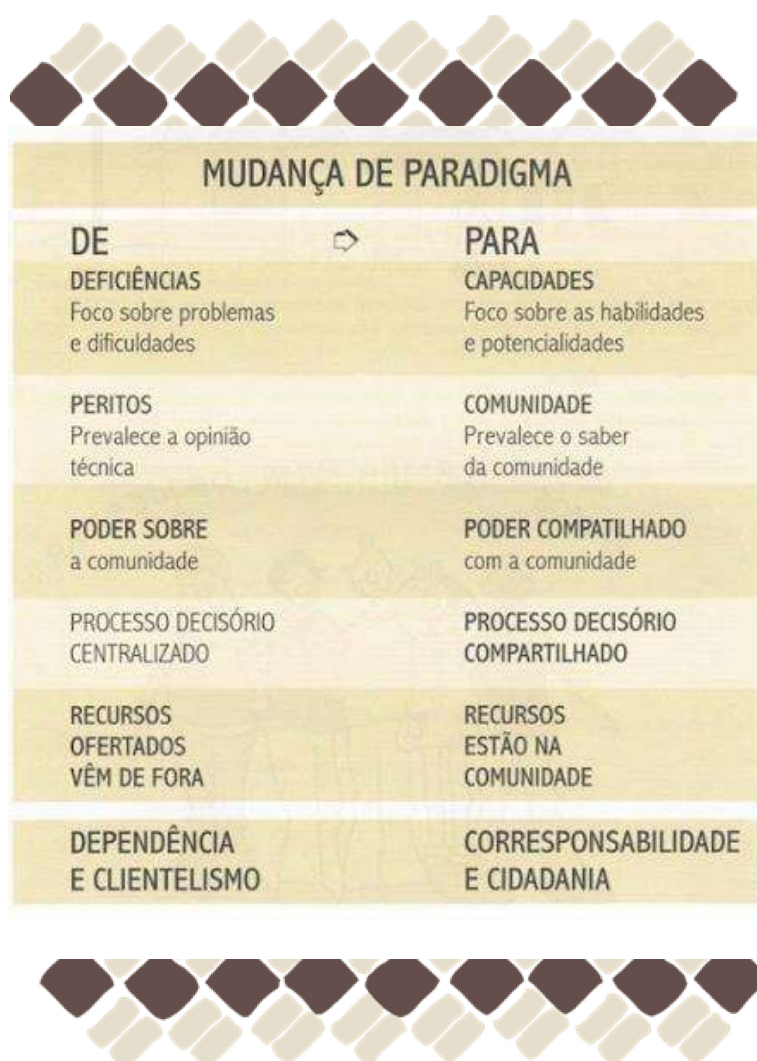 MUDANÇA DE PARADIGMA
DE ➩ PARA
DEFICIÊNCIAS
Foco sobre problemas
e dificuldades
CAPACIDADES
Foco sobre as habilidades
e potencialidades
PERITOS
Prevalece a opinião
técnica
COMUNIDADE
Prevalece o saber
da comunidade
PODER SOBRE
a comunidade
PODER COMPATILHADO
com a comunidade
PROCESSO DECISÓRIO
CENTRALIZADO
PROCESSO DECISÓRIO
COMPARTILHADO
RECURSOS
OFERTADOS
VÊM DE FORA
RECURSOS
ESTÃO NA
COMUNIDADE
DEPENDÊNCIA
E CLIENTELISMO
CORRESPONSABILIDADE
E CIDADANIA